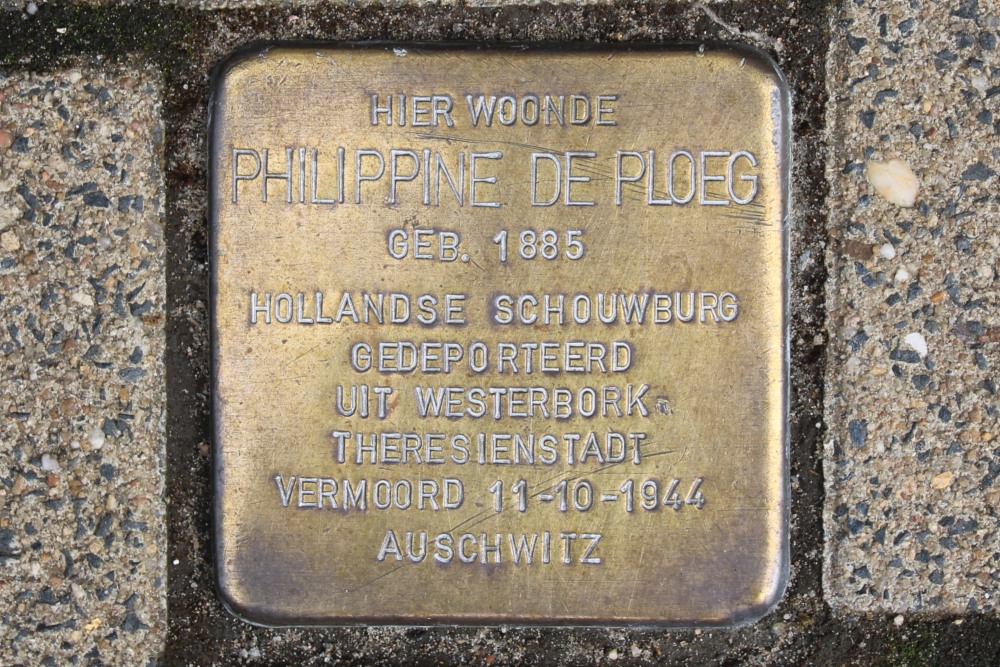 HIER WOONDE
PHILIPPINE DE PLOEG
GEB. 1885
HOLLANDSE SCHOUWBURG
GEDEPORTEERD
UIT WESTERBORK
THERESIENSTADT
VERMOORD 11-10-1944
AUSCHWITZ